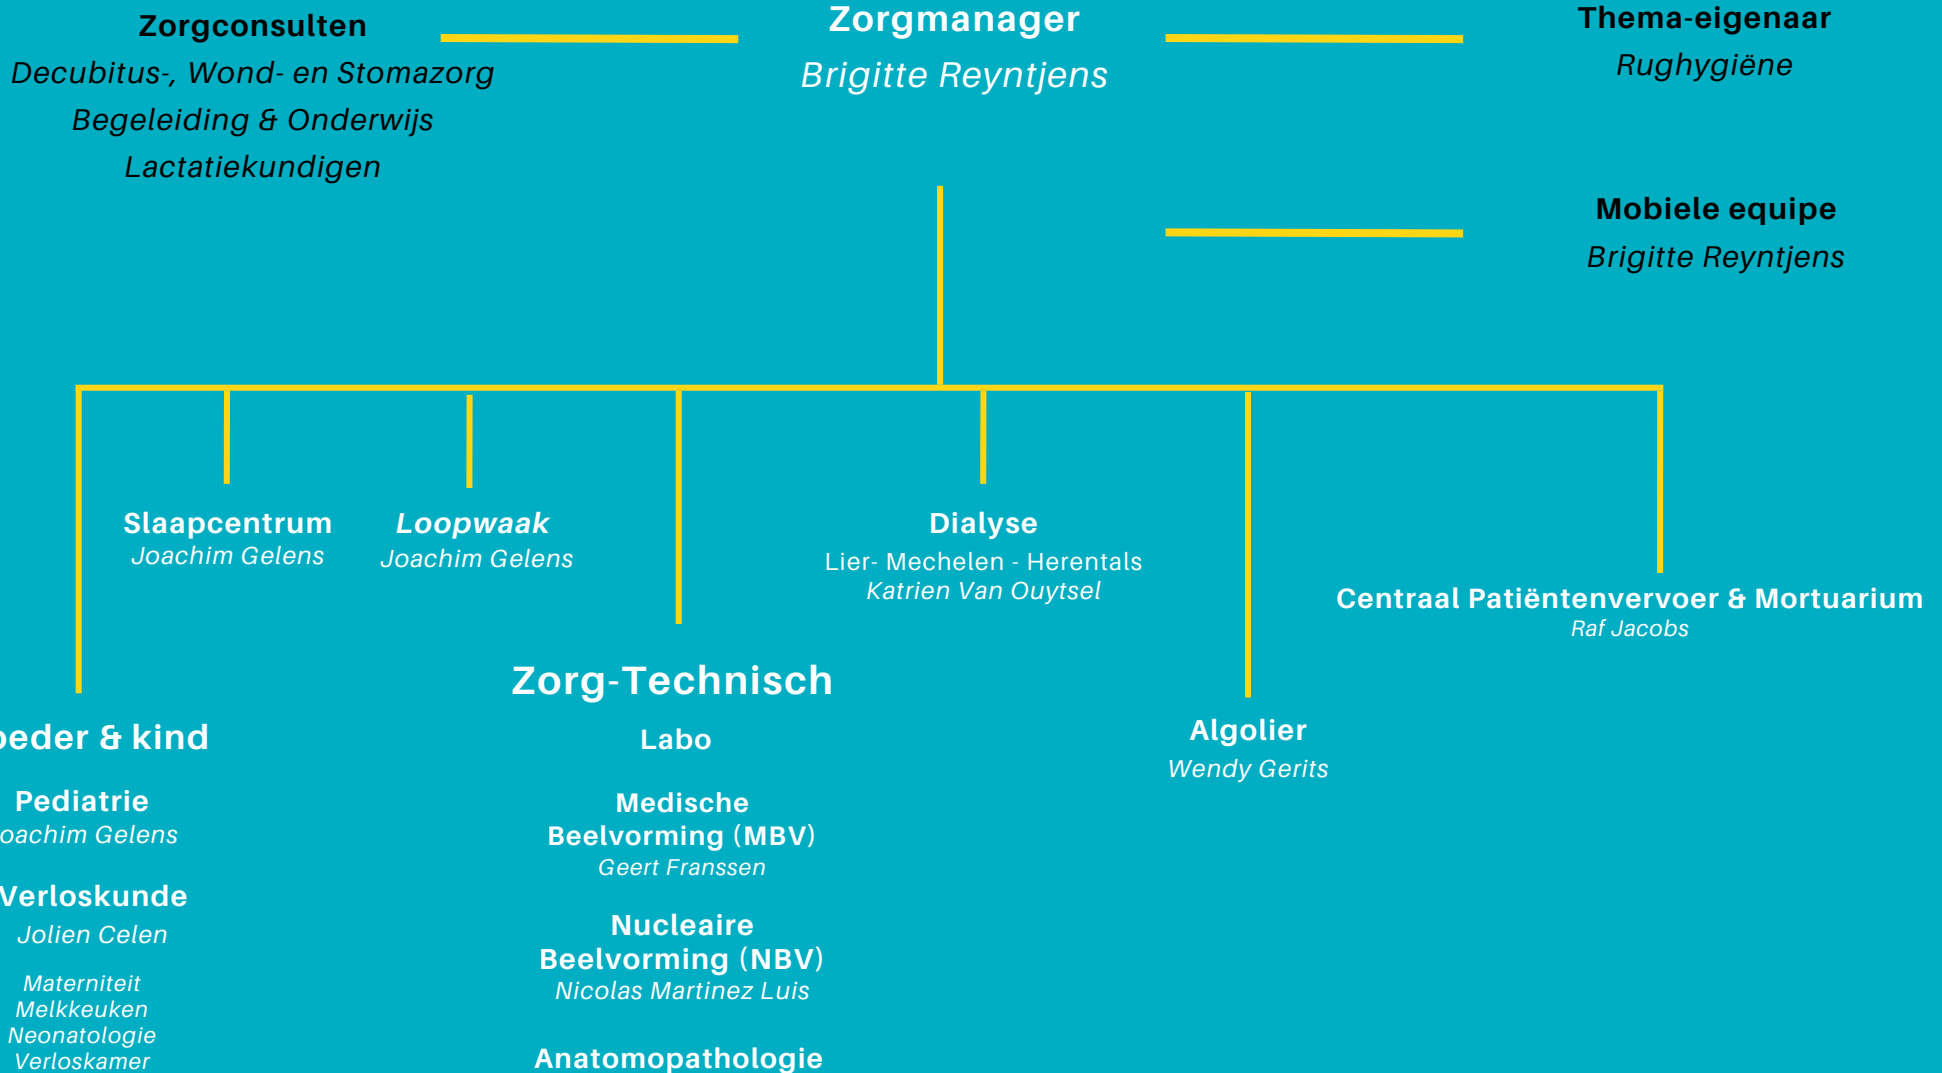 Zorgconsulten
Decubitus-, Wond- en Stomazorg
Begeleiding & Onderwijs
Lactatiekundigen
Zorgmanager
Brigitte Reyntjens
Thema-eigenaar
Rughygiëne
Mobiele equipe
Brigitte Reyntjens
Slaapcentrum
Joachim Gelens
Loopwaak
Joachim Gelens
Dialyse
Lier- Mechelen - Herentals
Katrien Van Ouytsel
Centraal Patiëntenvervoer & Mortuarium
Raf Jacobs
oeder & kind
Pediatrie
oachim Gelens
Verloskunde
Jolien Celen
Materniteit
Melkkeuken
Neonatologie
Verloskamer
Zorg-Technisch
Labo
Medische
Beelvorming (MBV)
Geert Franssen
Nucleaire
Beelvorming (NBV)
Nicolas Martinez Luis
Anatomopathologie
Algolier
Wendy Gerits